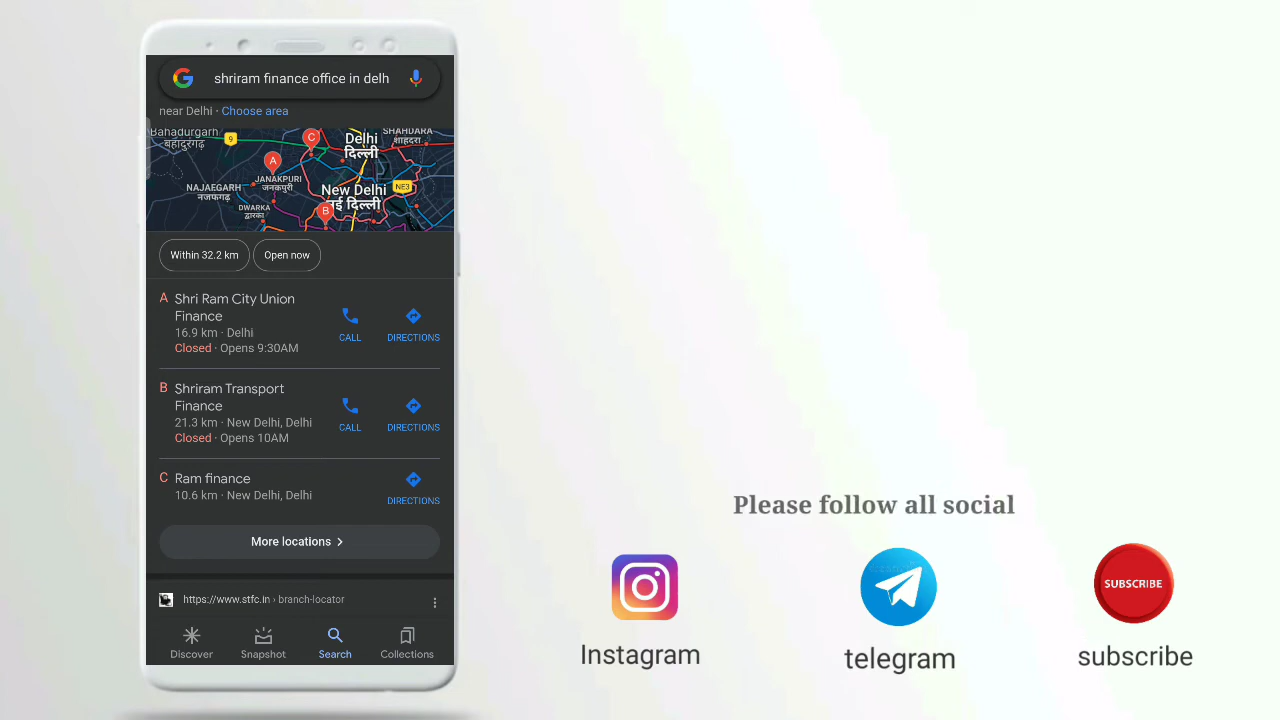 shriram finance office in delh
near Delhi · Choose area
Bahadurgarh
बहादुरगढ़
9
C
Delhi
दिल्ली
SHAHDARA
शाहदरा
A
JANAKPURI
जनकपुरी
NAJAEGARH
नजफगढ़
New Delhi
नई दिल्ली
NE3
DWARKA
द्वारका
B
Within 32.2 km
Open now
A Shri Ram City Union
Finance
16.9 km · Delhi
Closed · Opens 9:30AM
CALL
DIRECTIONS
B Shriram Transport
Finance
21.3 km · New Delhi, Delhi
Closed · Opens 10AM
CALL
DIRECTIONS
C Ram finance
10.6 km · New Delhi, Delhi
DIRECTIONS
More locations >
https://www.stfc.in › branch-locator
Discover
Snapshot
Search
Collections
Please follow all social
SUBSCRIBE
Instagram
telegram
subscribe